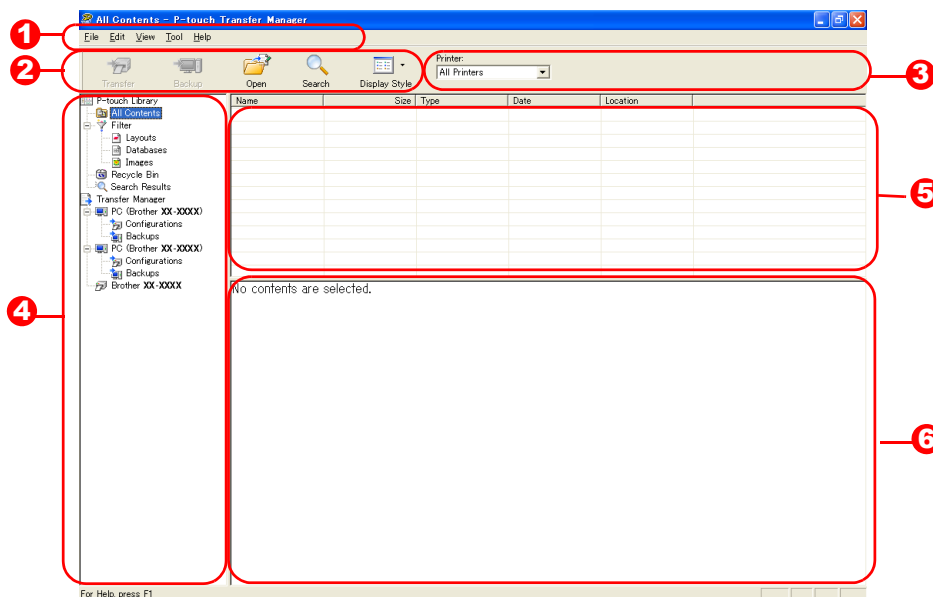 All Contents - P-touch Transfer Manager
1
File Edit View Tool Help
2
Transfer Backup Open Search Display Style
Printer:
All Printers
3
P-touch Library
All Contents
Filter
Layouts
Databases
Images
Recycle Bin
Search Results
Transfer Manager
PC (Brother XX-XXXX)
Configurations
Backups
PC (Brother XX-XXXX)
Configurations
Backups
Brother XX-XXXX
4
Name Size Type Date Location
5
No contents are selected.
6
For Help, press F1